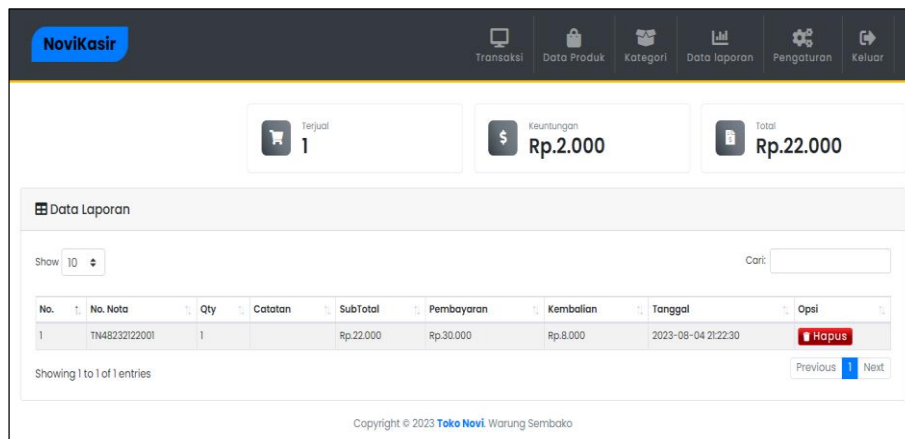 NoviKasir
Transaksi Data Produk Kategori Data laporan Pengaturan Keluar
Terjual
1
Keuntungan
Rp.2.000
Total
Rp.22.000
Data Laporan
Show 10 Cari:
No. No. Nota Qty Catatan SubTotal Pembayaran Kembalian Tanggal Opsi
1 TN48232122001 1 Rp.22.000 Rp.30.000 Rp.8.000 2023-08-04 21:22:30 Hapus
Showing 1 to 1 of 1 entries Previous 1 Next
Copyright © 2023 Toko Novi. Warung Sembako